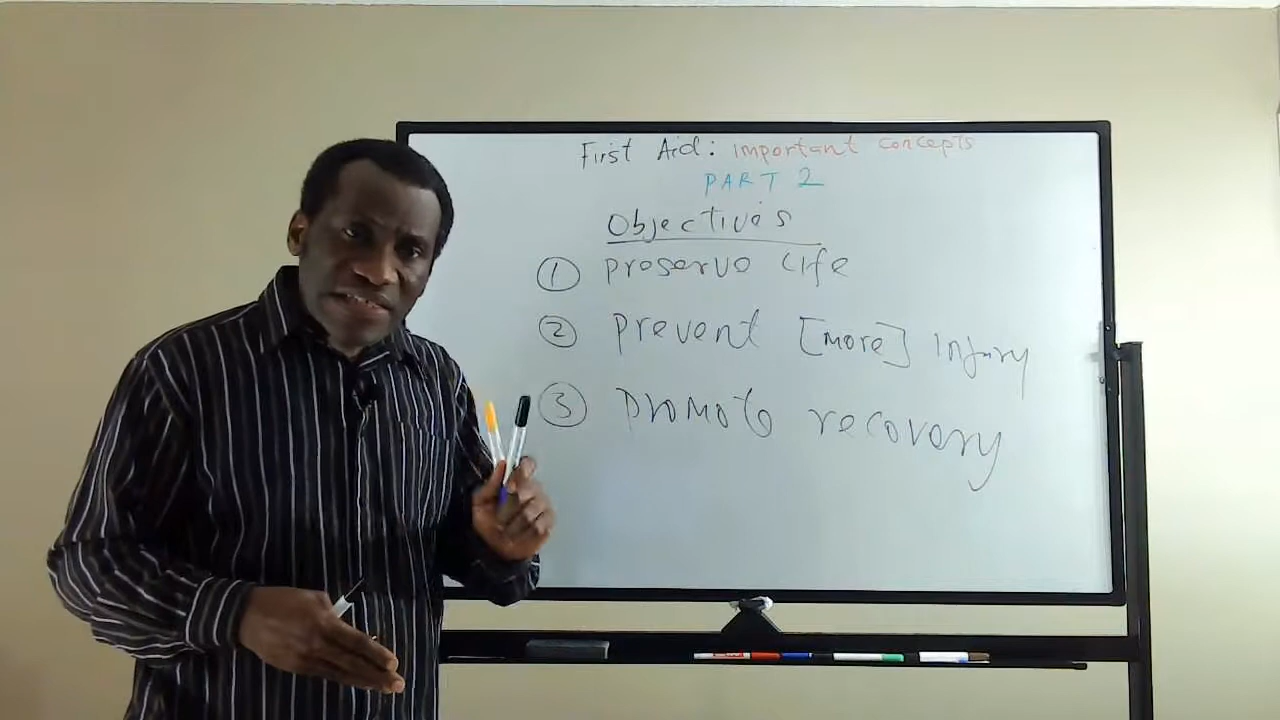 First Aid: important concepts
PART 2
Objectives
① preserve life
② prevent [more] injury
③ promote recovery